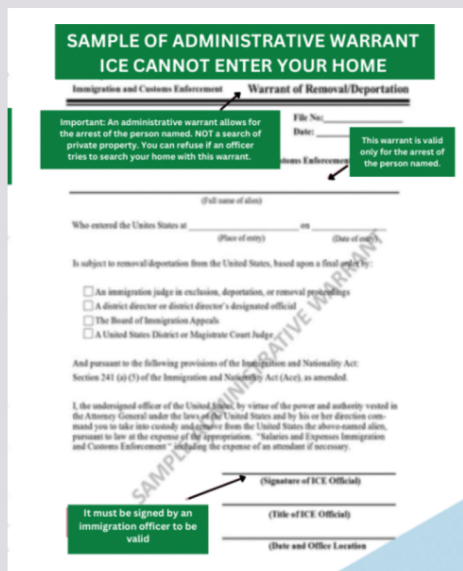 SAMPLE OF ADMINISTRATIVE WARRANT
ICE CANNOT ENTER YOUR HOME
Immigration and Customs Enforcement
Warrant of Removal/Deportation
Important: An administrative warrant allows for
the arrest of the person named. NOT a search of
private property. You can refuse if an officer
tries to search your home with this warrant.
File No:
Date:
This warrant is valid
only for the arrest of
the person named.
Customs Enforcement
(Full name of alien)
Who entered the Unites States at on
(Place of entry) (Date of entry)
Is subject to removal/deportation from the United States, based upon a final order by:
An immigration judge in exclusion, deportation, or removal proceedings
A district director or district director's designated official
The Board of Immigration Appeals
A United States District or Magistrate Court Judge
And pursuant to the following provisions of the Immigration and Nationality Act:
Section 241 (a) (5) of the Immigration and Nationality Act (Ace), as amended.
I, the undersigned officer of the United States, by virtue of the power and authority vested in
the Attorney General under the laws of the United States and by his or her direction com-
mand you to take into custody and remove from the United States the above-named alien,
pursuant to law at the expense of the appropriation. "Salaries and Expenses Immigration
and Customs Enforcement" including the expense of an attendant if necessary.
SAMPLE ADMINISTRATIVE WARRANT
(Signature of ICE Official)
It must be signed by an
immigration officer to be
valid
(Title of ICE Official)
(Date and Office Location